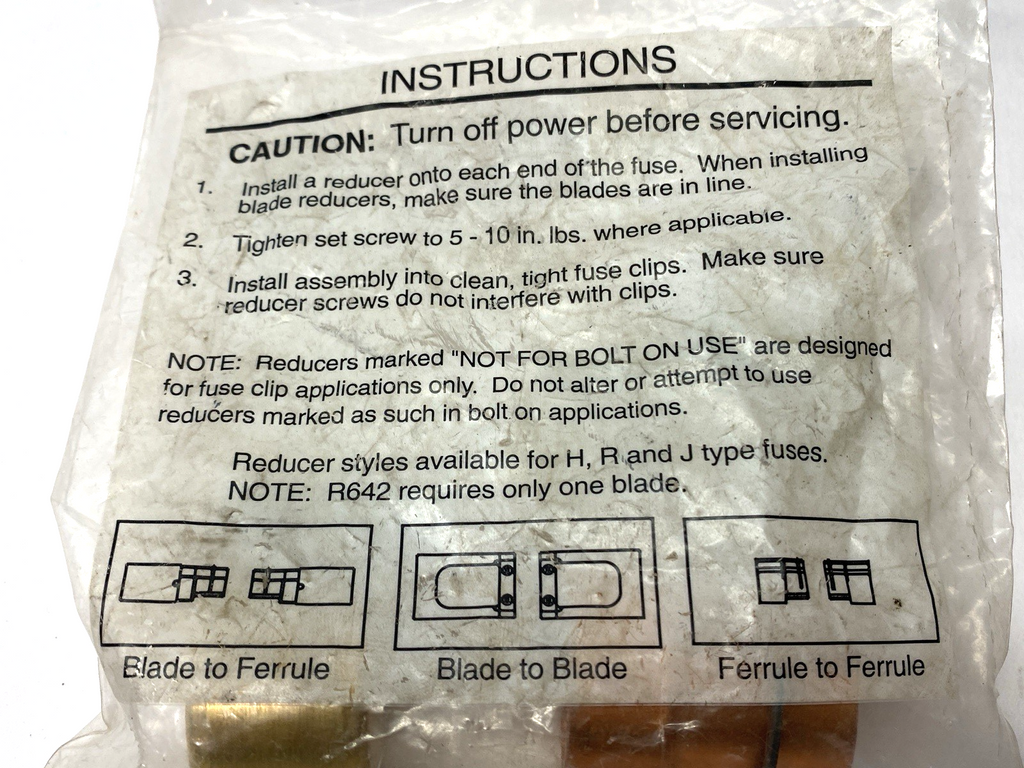 INSTRUCTIONS
CAUTION: Turn off power before servicing.
1. Install a reducer onto each end of the fuse. When installing
blade reducers, make sure the blades are in line.
2. Tighten set screw to 5 - 10 in. lbs. where applicable.
3. Install assembly into clean, tight fuse clips. Make sure
reducer screws do not interfere with clips.
NOTE: Reducers marked "NOT FOR BOLT ON USE" are designed
for fuse clip applications only. Do not alter or attempt to use
reducers marked as such in bolt on applications.
Reducer styles available for H, R and J type fuses.
NOTE: R642 requires only one blade.
Blade to Ferrule
Blade to Blade
Ferrule to Ferrule